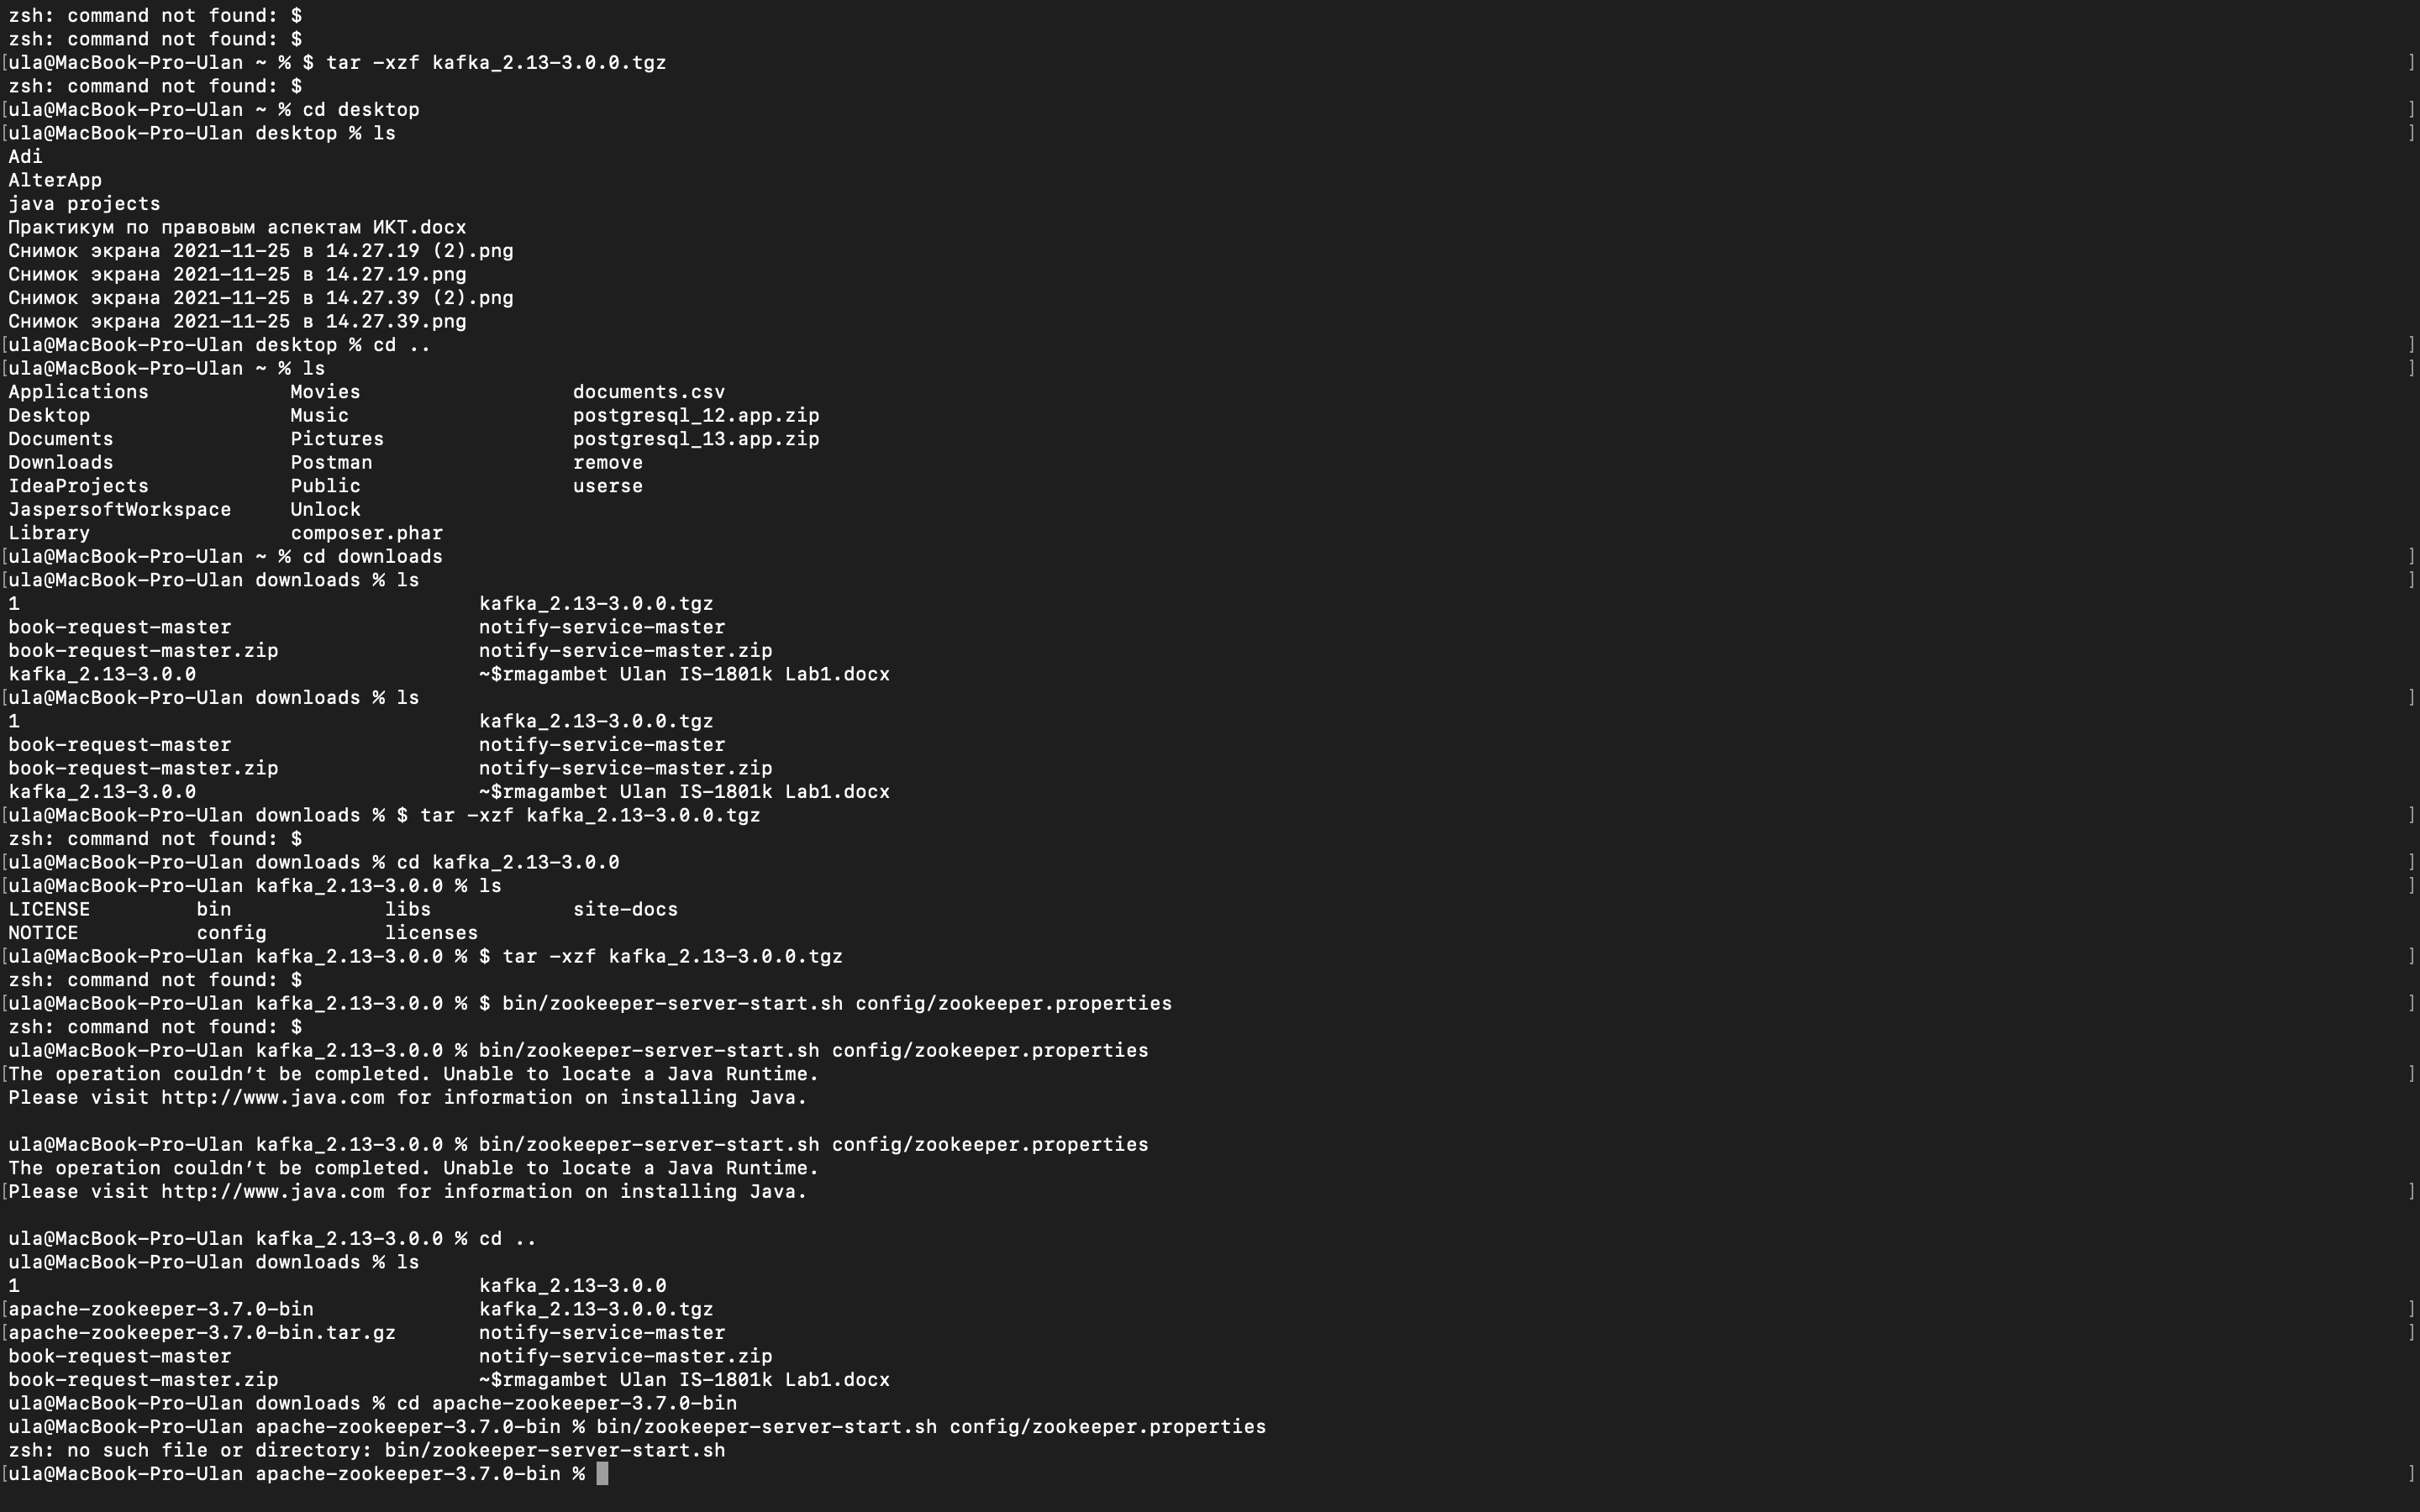 zsh: command not found: $
zsh: command not found: $
[ula@MacBook-Pro-Ulan ~ % $ tar -xzf kafka_2.13-3.0.0.tgz ]
zsh: command not found: $
[ula@MacBook-Pro-Ulan ~ % cd desktop ]
[ula@MacBook-Pro-Ulan desktop % ls ]
Adi
AlterApp
java projects
Практикум по правовым аспектам ИКТ.docx
Снимок экрана 2021-11-25 в 14.27.19 (2).png
Снимок экрана 2021-11-25 в 14.27.19.png
Снимок экрана 2021-11-25 в 14.27.39 (2).png
Снимок экрана 2021-11-25 в 14.27.39.png
[ula@MacBook-Pro-Ulan desktop % cd .. ]
[ula@MacBook-Pro-Ulan ~ % ls ]
Applications Movies documents.csv
Desktop Music postgresql_12.app.zip
Documents Pictures postgresql_13.app.zip
Downloads Postman remove
IdeaProjects Public userse
JaspersoftWorkspace Unlock
Library composer.phar
[ula@MacBook-Pro-Ulan ~ % cd downloads ]
[ula@MacBook-Pro-Ulan downloads % ls ]
1 kafka_2.13-3.0.0.tgz
book-request-master notify-service-master
book-request-master.zip notify-service-master.zip
kafka_2.13-3.0.0 ~$rmagambet Ulan IS-1801k Lab1.docx
[ula@MacBook-Pro-Ulan downloads % ls ]
1 kafka_2.13-3.0.0.tgz
book-request-master notify-service-master
book-request-master.zip notify-service-master.zip
kafka_2.13-3.0.0 ~$rmagambet Ulan IS-1801k Lab1.docx
[ula@MacBook-Pro-Ulan downloads % $ tar -xzf kafka_2.13-3.0.0.tgz ]
zsh: command not found: $
[ula@MacBook-Pro-Ulan downloads % cd kafka_2.13-3.0.0 ]
[ula@MacBook-Pro-Ulan kafka_2.13-3.0.0 % ls ]
LICENSE bin libs site-docs
NOTICE config licenses
[ula@MacBook-Pro-Ulan kafka_2.13-3.0.0 % $ tar -xzf kafka_2.13-3.0.0.tgz ]
zsh: command not found: $
[ula@MacBook-Pro-Ulan kafka_2.13-3.0.0 % $ bin/zookeeper-server-start.sh config/zookeeper.properties ]
zsh: command not found: $
ula@MacBook-Pro-Ulan kafka_2.13-3.0.0 % bin/zookeeper-server-start.sh config/zookeeper.properties
[The operation couldn’t be completed. Unable to locate a Java Runtime. ]
Please visit http://www.java.com for information on installing Java.
ula@MacBook-Pro-Ulan kafka_2.13-3.0.0 % bin/zookeeper-server-start.sh config/zookeeper.properties
The operation couldn’t be completed. Unable to locate a Java Runtime.
[Please visit http://www.java.com for information on installing Java. ]
ula@MacBook-Pro-Ulan kafka_2.13-3.0.0 % cd ..
ula@MacBook-Pro-Ulan downloads % ls
1 kafka_2.13-3.0.0
[apache-zookeeper-3.7.0-bin kafka_2.13-3.0.0.tgz ]
[apache-zookeeper-3.7.0-bin.tar.gz notify-service-master ]
book-request-master notify-service-master.zip
book-request-master.zip ~$rmagambet Ulan IS-1801k Lab1.docx
ula@MacBook-Pro-Ulan downloads % cd apache-zookeeper-3.7.0-bin
ula@MacBook-Pro-Ulan apache-zookeeper-3.7.0-bin % bin/zookeeper-server-start.sh config/zookeeper.properties
zsh: no such file or directory: bin/zookeeper-server-start.sh
[ula@MacBook-Pro-Ulan apache-zookeeper-3.7.0-bin % ]